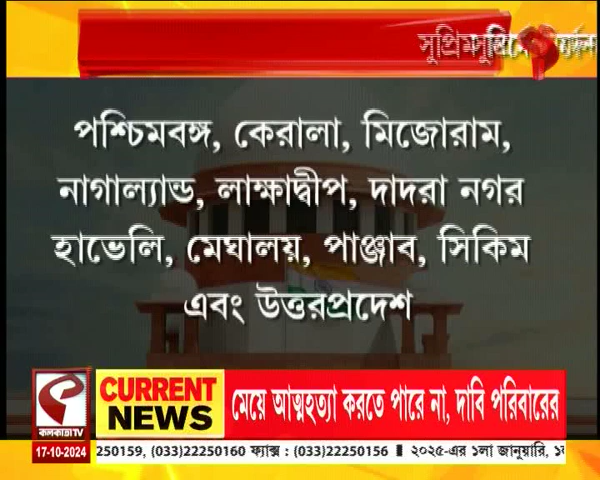 পশ্চিমবঙ্গ, কেরালা, মিজোরাম,
নাগাল্যান্ড, লাক্ষাদ্বীপ, দাদরা নগর
হাভেলি, মেঘালয়, পাঞ্জাব, সিকিম
এবং উত্তরপ্রদেশ
CURRENT NEWS
মেয়ে আত্মহত্যা করতে পারে না, দাবি পরিবারের
কলকাতা TV
17-10-2024
250159, (033)22250160 ফ্যাক্স : (033)22250156 ‖ ২০২৫-এর ১লা জানুয়ারি,